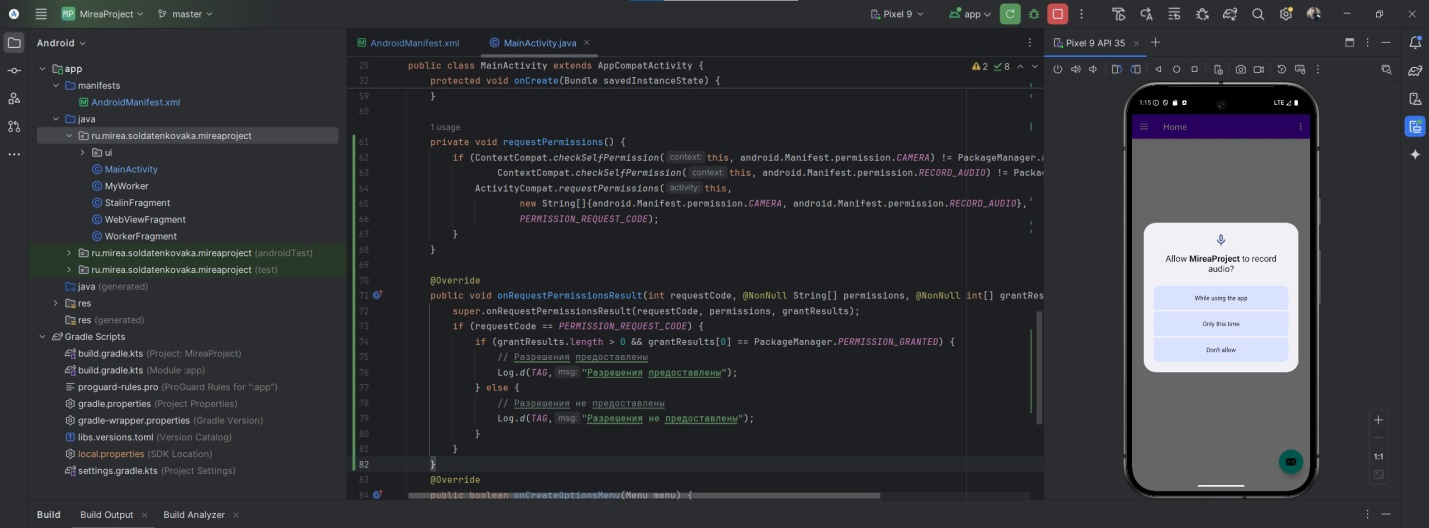 MP MireaProject master Pixel 9 app
Android
app
manifests
AndroidManifest.xml
java
ru.mirea.soldatenkovaka.mireaproject
ui
MainActivity
MyWorker
StalinFragment
WebViewFragment
WorkerFragment
ru.mirea.soldatenkovaka.mireaproject (androidTest)
ru.mirea.soldatenkovaka.mireaproject (test)
java (generated)
res
res (generated)
Gradle Scripts
build.gradle.kts (Project: MireaProject)
build.gradle.kts (Module :app)
proguard-rules.pro (ProGuard Rules for ":app")
gradle.properties (Project Properties)
gradle-wrapper.properties (Gradle Version)
libs.versions.toml (Version Catalog)
local.properties (SDK Location)
settings.gradle.kts (Project Settings)
AndroidManifest.xml MainActivity.java
2 8
25 public class MainActivity extends AppCompatActivity {
32 protected void onCreate(Bundle savedInstanceState) {
59 }
60
1 usage
61 private void requestPermissions() {
62 if (ContextCompat.checkSelfPermission( context: this, android.Manifest.permission.CAMERA) != PackageManager.
63 ContextCompat.checkSelfPermission( context: this, android.Manifest.permission.RECORD_AUDIO) != Packa
64 ActivityCompat.requestPermissions( activity: this,
65 new String[]{android.Manifest.permission.CAMERA, android.Manifest.permission.RECORD_AUDIO},
66 PERMISSION_REQUEST_CODE);
67 }
68 }
69
70 @Override
71 public void onRequestPermissionsResult(int requestCode, @NonNull String[] permissions, @NonNull int[] grantRes
72 super.onRequestPermissionsResult(requestCode, permissions, grantResults);
73 if (requestCode == PERMISSION_REQUEST_CODE) {
74 if (grantResults.length > 0 && grantResults[0] == PackageManager.PERMISSION_GRANTED) {
75 // Разрешения предоставлены
76 Log.d(TAG, msg: "Разрешения предоставлены");
77 } else {
78 // Разрешения не предоставлены
79 Log.d(TAG, msg: "Разрешения не предоставлены");
80 }
81 }
82 }
83 @Override
84 public boolean onCreateOptionsMenu(Menu menu) {
Pixel 9 API 35
1:15 LTE
Home
Allow MireaProject to record
audio?
While using the app
Only this time
Don't allow
1:1
Build Build Output Build Analyzer